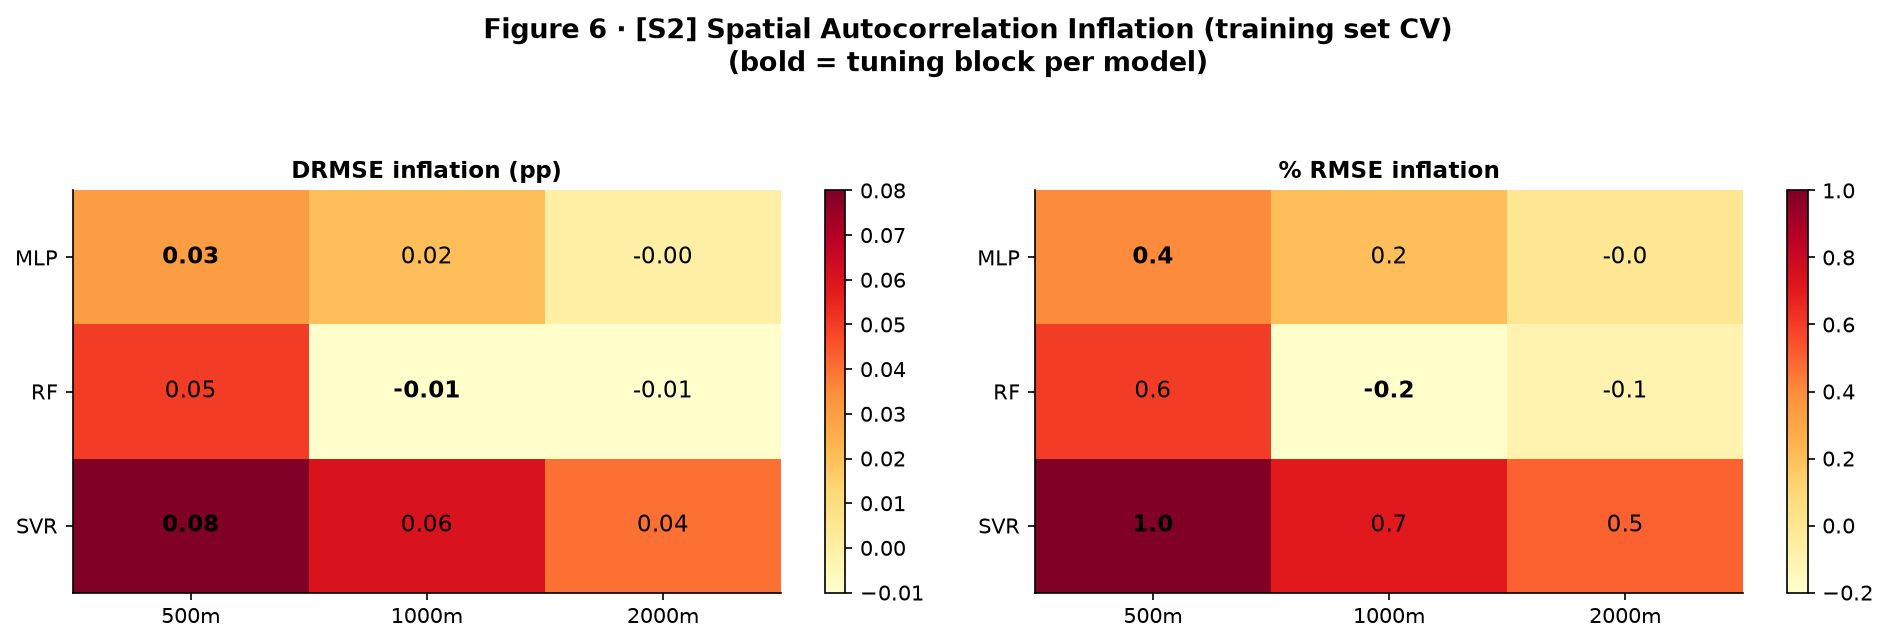 Figure 6 · [S2] Spatial Autocorrelation Inflation (training set CV)
(bold = tuning block per model)
DRMSE inflation (pp)
MLP
0.03
0.02
-0.00
RF
0.05
-0.01
-0.01
SVR
0.08
0.06
0.04
500m
1000m
2000m
0.08
0.07
0.06
0.05
0.04
0.03
0.02
0.01
0.00
−0.01
% RMSE inflation
MLP
0.4
0.2
-0.0
RF
0.6
-0.2
-0.1
SVR
1.0
0.7
0.5
500m
1000m
2000m
1.0
0.8
0.6
0.4
0.2
0.0
−0.2